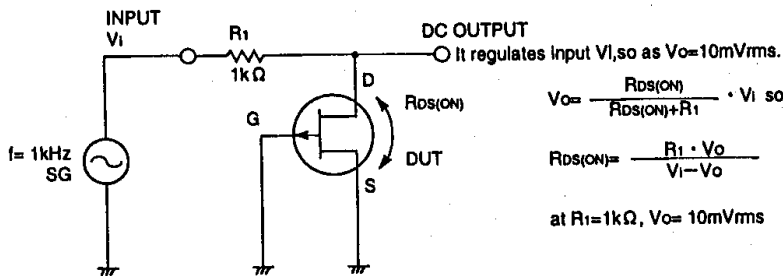 INPUT
Vi
R1
1kΩ
DC OUTPUT
It regulates Input Vi,so as Vo=10mVrms.
D
G
RDS(ON)
DUT
S
f= 1kHz
SG
Vo= RDS(ON) / RDS(ON)+R1 · Vi so
RDS(ON)= R1 · Vo / Vi−Vo
at R1=1kΩ, Vo= 10mVrms